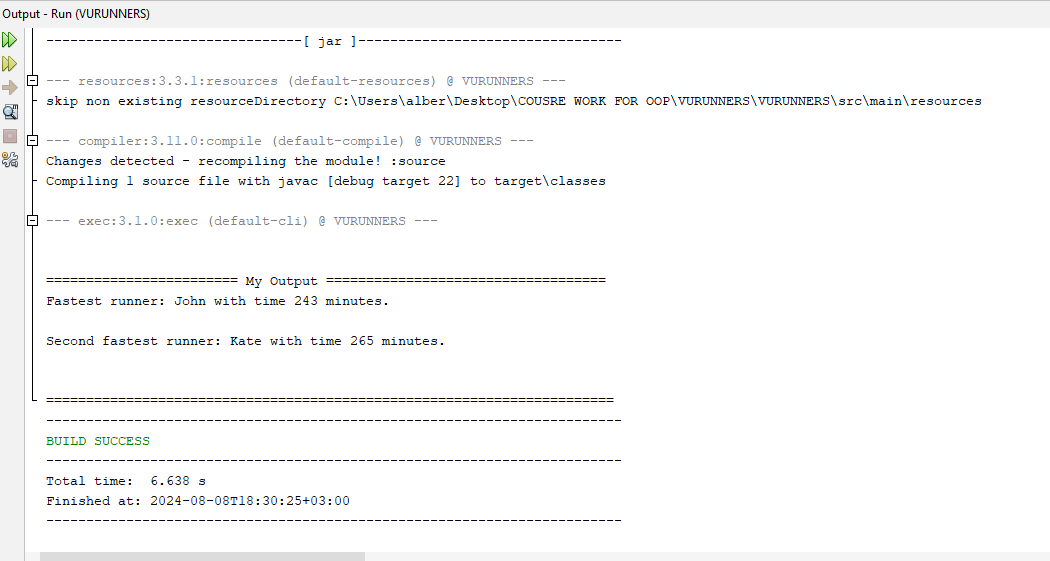 Output - Run (VURUNNERS)
--------------------------------[ jar ]---------------------------------
--- resources:3.3.1:resources (default-resources) @ VURUNNERS ---
skip non existing resourceDirectory C:\Users\alber\Desktop\COUSRE WORK FOR OOP\VURUNNERS\VURUNNERS\src\main\resources
--- compiler:3.11.0:compile (default-compile) @ VURUNNERS ---
Changes detected - recompiling the module! :source
Compiling 1 source file with javac [debug target 22] to target\classes
--- exec:3.1.0:exec (default-cli) @ VURUNNERS ---
======================== My Output ===================================
Fastest runner: John with time 243 minutes.
Second fastest runner: Kate with time 265 minutes.
=======================================================================
------------------------------------------------------------------------
BUILD SUCCESS
------------------------------------------------------------------------
Total time:  6.638 s
Finished at: 2024-08-08T18:30:25+03:00
------------------------------------------------------------------------